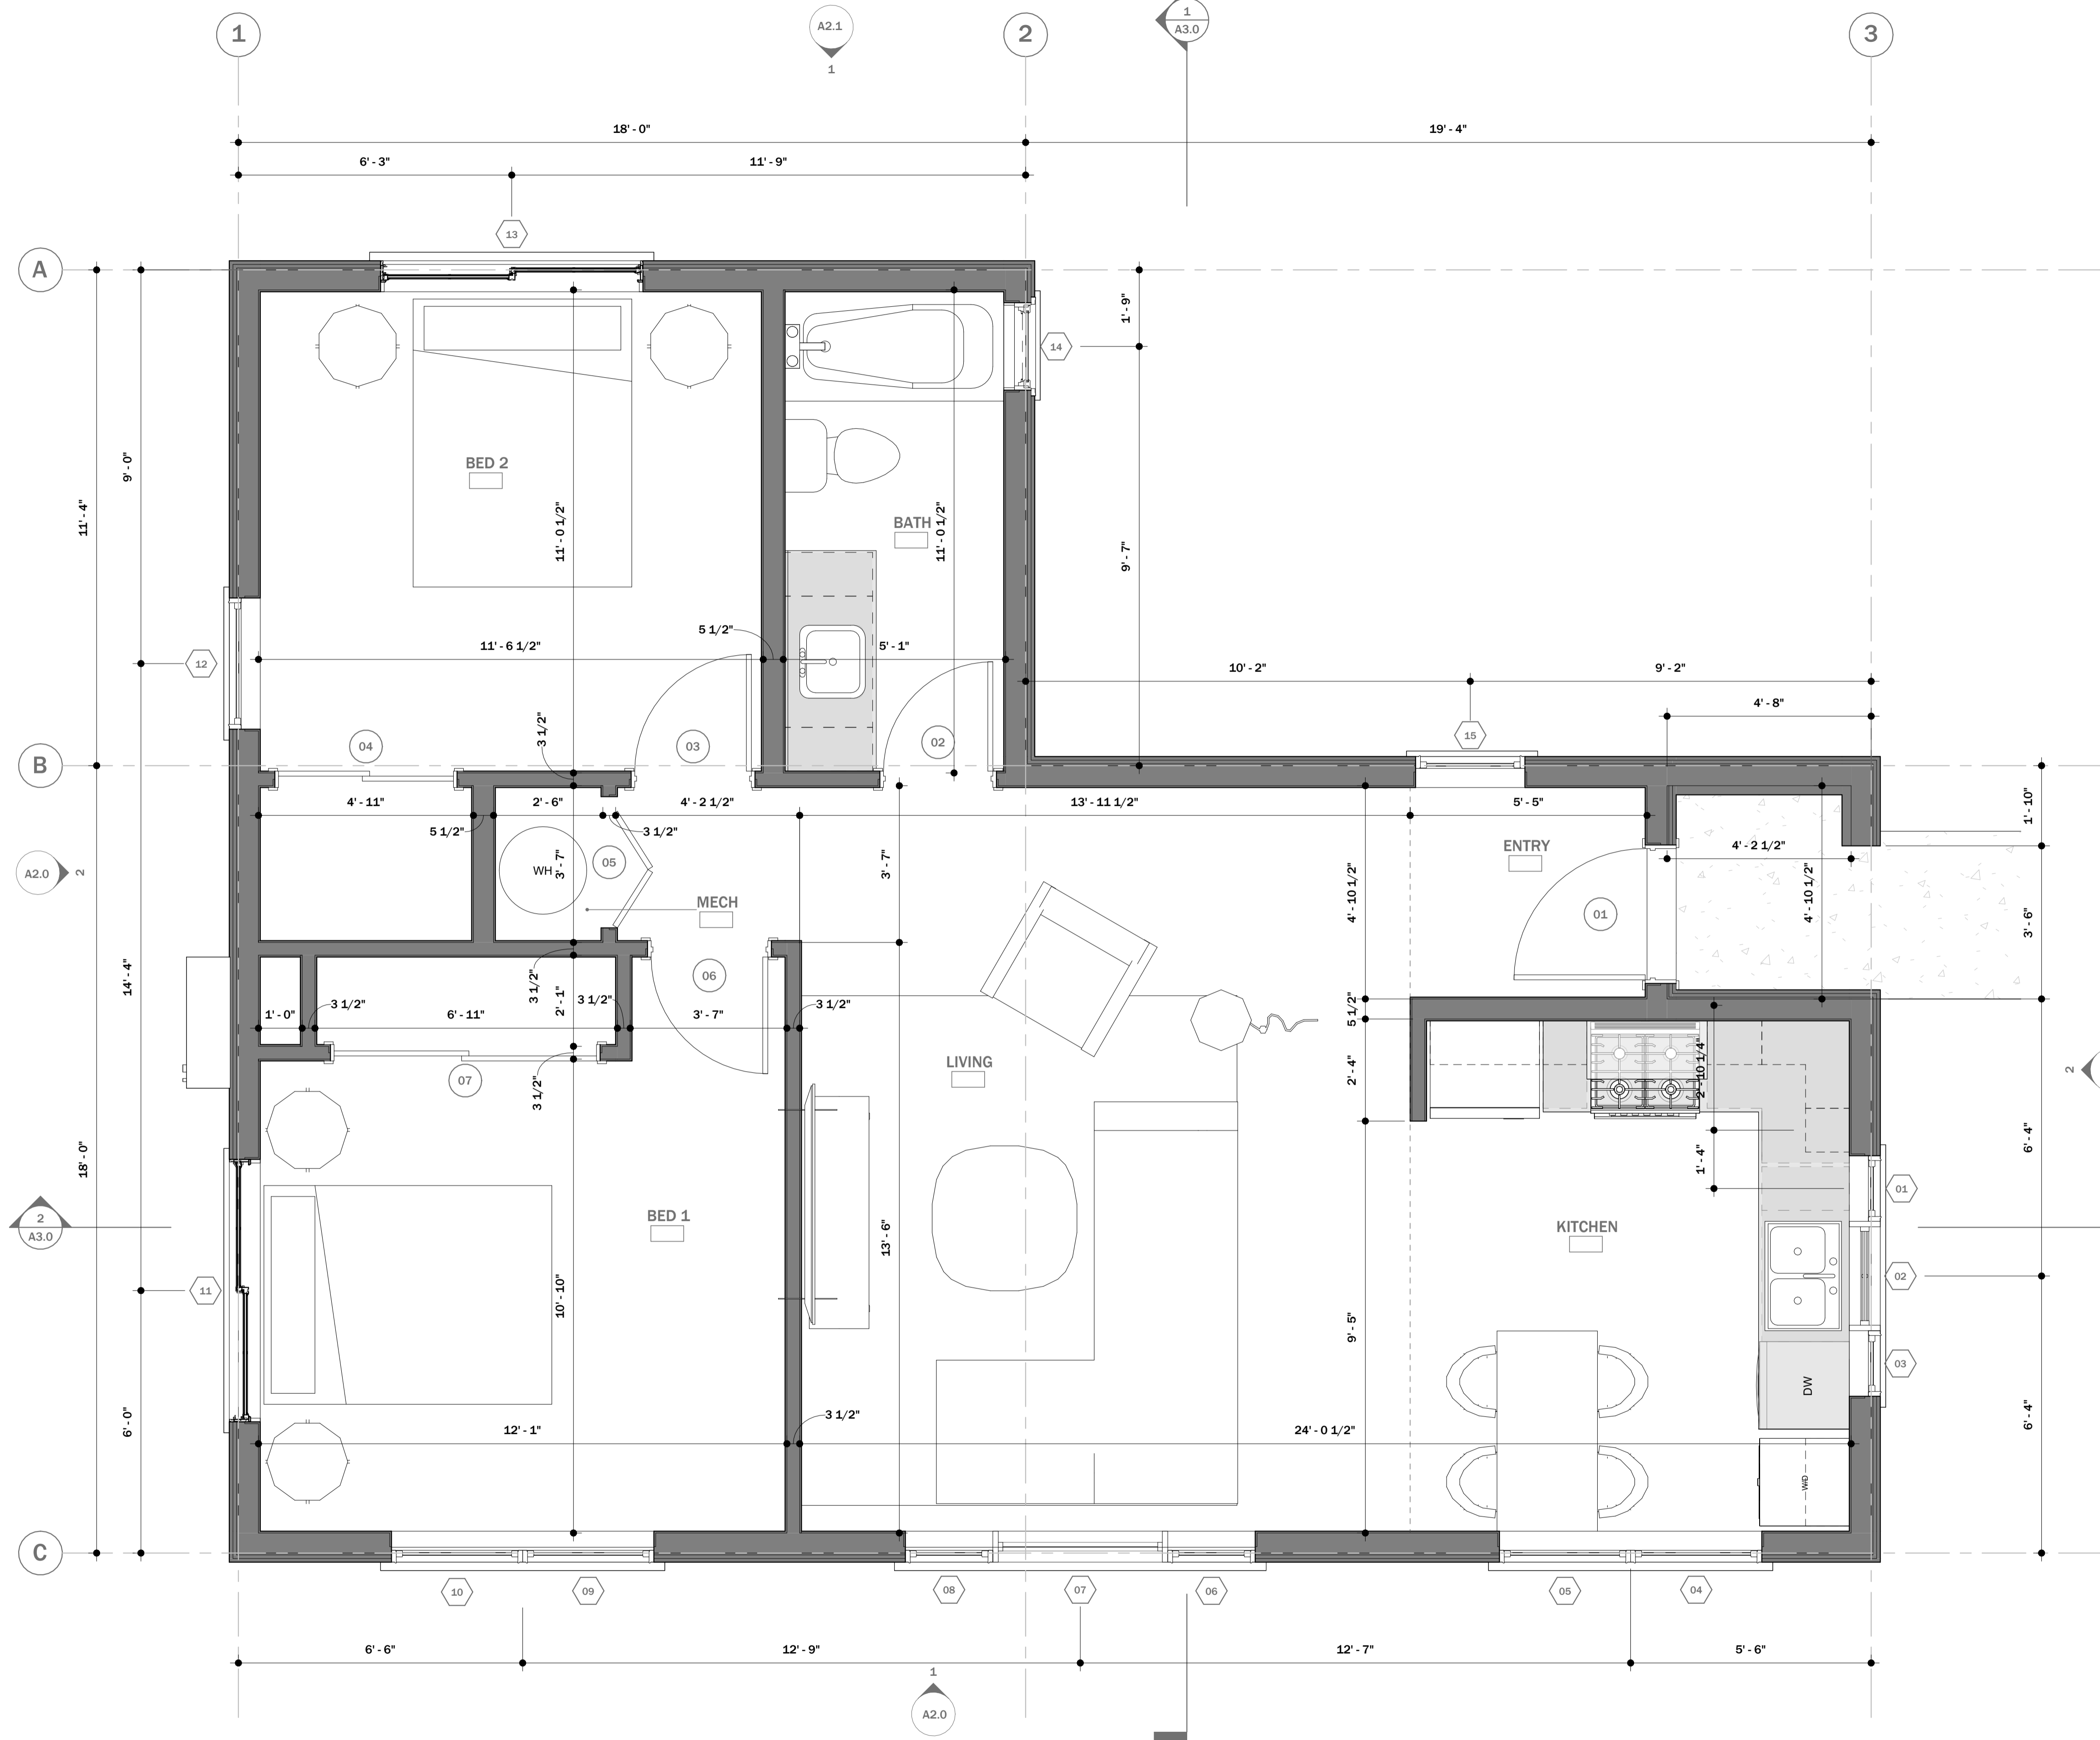 1
A2.1
1
2
1
A3.0
3
18' - 0"
19' - 4"
6' - 3"
11' - 9"
13
A
1' - 9"
14
BED 2
9' - 0"
11' - 4"
BATH
11' - 0 1/2"
11' - 0 1/2"
9' - 7"
5 1/2"
11' - 6 1/2"
5' - 1"
12
10' - 2"
9' - 2"
4' - 8"
3 1/2"
04
03
02
15
B
4' - 11"
2' - 6"
4' - 2 1/2"
13' - 11 1/2"
5' - 5"
1' - 10"
5 1/2"
3 1/2"
ENTRY
4' - 2 1/2"
A2.0
2
WH
3' - 7"
05
3' - 7"
4' - 10 1/2"
4' - 10 1/2"
MECH
01
3' - 6"
14' - 4"
06
3 1/2"
2' - 1"
3 1/2"
1' - 0"
3 1/2"
6' - 11"
3' - 7"
3 1/2"
5 1/2"
LIVING
2' - 4"
2' - 10 1/4"
2
07
3 1/2"
18' - 0"
6' - 4"
1' - 4"
01
2
A3.0
BED 1
13' - 6"
KITCHEN
11
10' - 10"
9' - 5"
02
03
DW
6' - 0"
12' - 1"
3 1/2"
24' - 0 1/2"
6' - 4"
W/D
C
10
09
08
07
06
05
04
6' - 6"
12' - 9"
12' - 7"
5' - 6"
1
A2.0